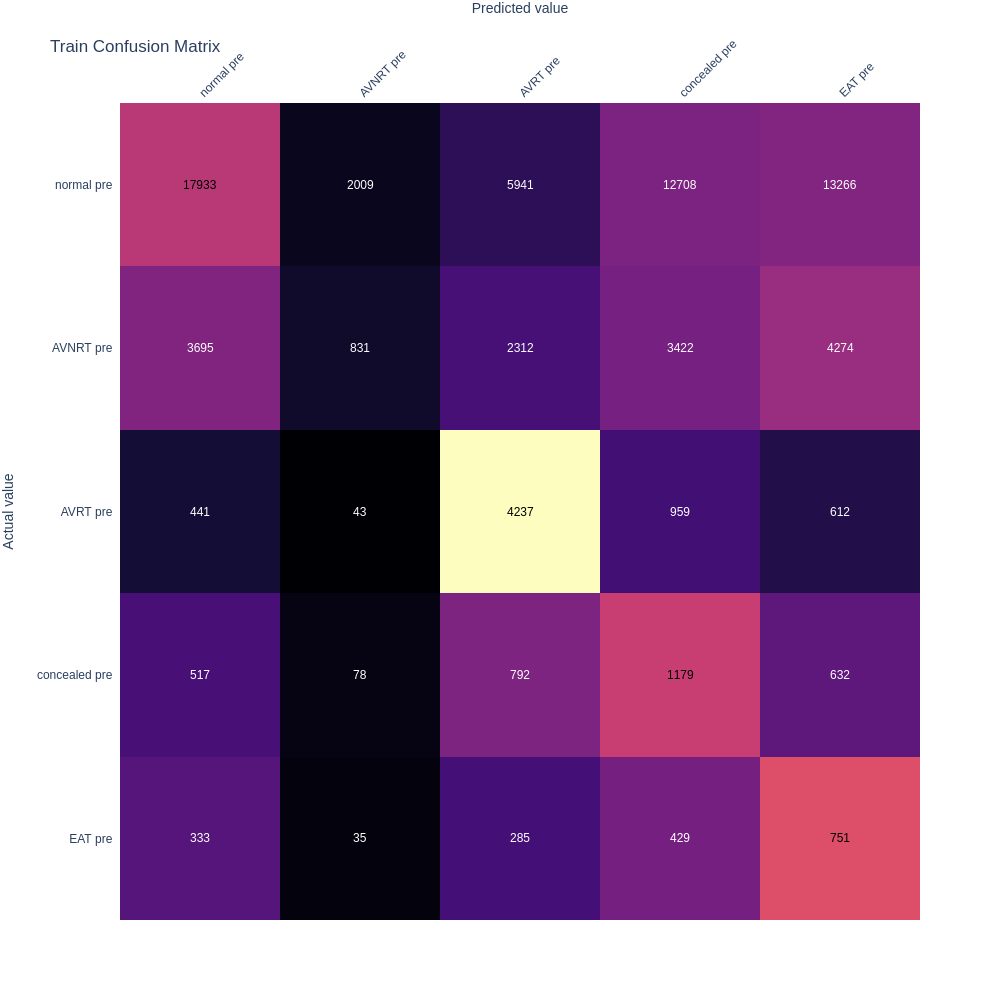 Predicted value
Train Confusion Matrix
normal pre
AVNRT pre
AVRT pre
concealed pre
EAT pre
normal pre 17933 2009 5941 12708 13266
AVNRT pre 3695 831 2312 3422 4274
AVRT pre 441 43 4237 959 612
concealed pre 517 78 792 1179 632
EAT pre 333 35 285 429 751
Actual value